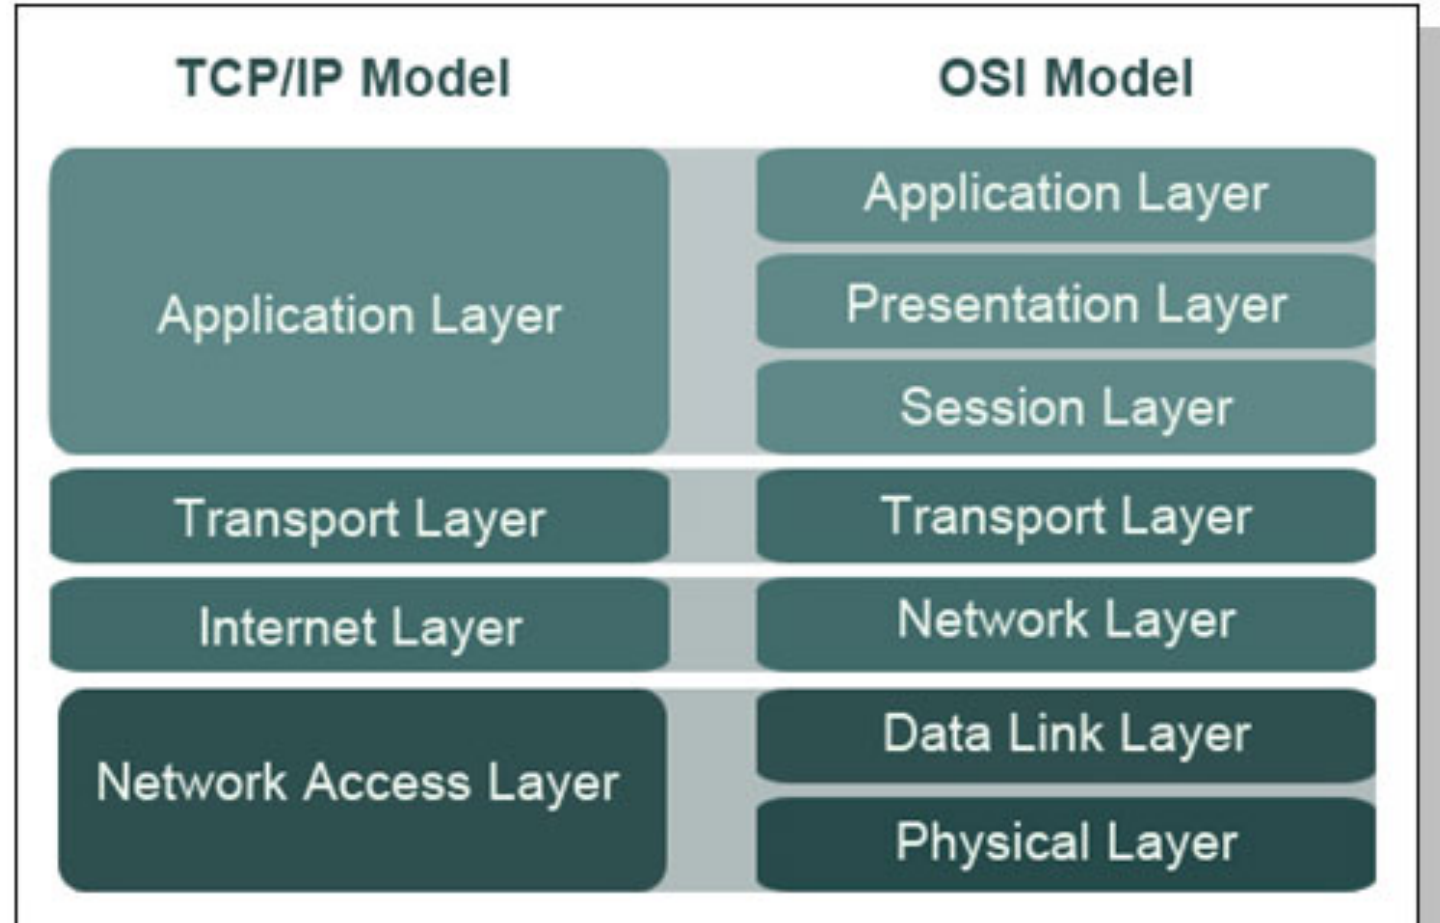 TCP/IP Model
Application Layer
Transport Layer
Internet Layer
Network Access Layer
OSI Model
Application Layer
Presentation Layer
Session Layer
Transport Layer
Network Layer
Data Link Layer
Physical Layer